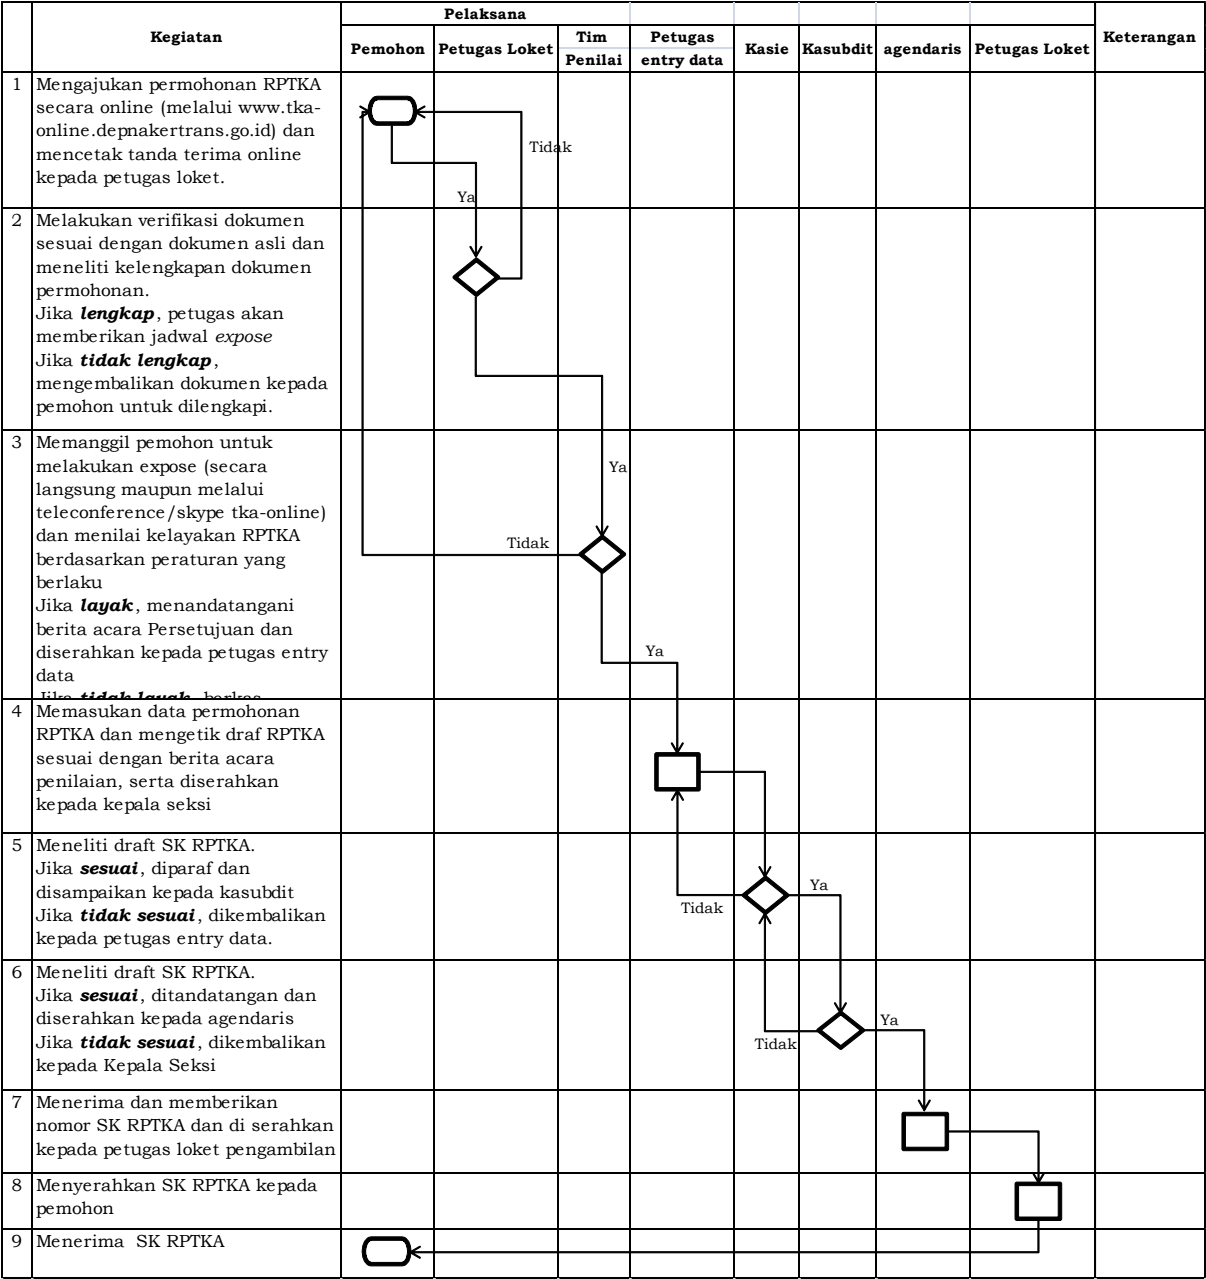 Pelaksana
Kegiatan
Keterangan
Pemohon
Petugas Loket
Tim
Penilai
Petugas
entry data
Kasie
Kasubdit
agendaris
Petugas Loket
1
Mengajukan permohonan RPTKA
secara online (melalui www.tka-
online.depnakertrans.go.id) dan
mencetak tanda terima online
kepada petugas loket.
Tidak
Ya
2
Melakukan verifikasi dokumen
sesuai dengan dokumen asli dan
meneliti kelengkapan dokumen
permohonan.
Jika lengkap, petugas akan
memberikan jadwal expose
Jika tidak lengkap,
mengembalikan dokumen kepada
pemohon untuk dilengkapi.
3
Memanggil pemohon untuk
melakukan expose (secara
langsung maupun melalui
teleconference/skype tka-online)
dan menilai kelayakan RPTKA
berdasarkan peraturan yang
berlaku
Jika layak, menandatangani
berita acara Persetujuan dan
diserahkan kepada petugas entry
data
Jika tidak layak, berkas
Ya
Tidak
Ya
4
Memasukan data permohonan
RPTKA dan mengetik draf RPTKA
sesuai dengan berita acara
penilaian, serta diserahkan
kepada kepala seksi
5
Meneliti draft SK RPTKA.
Jika sesuai, diparaf dan
disampaikan kepada kasubdit
Jika tidak sesuai, dikembalikan
kepada petugas entry data.
Ya
Tidak
6
Meneliti draft SK RPTKA.
Jika sesuai, ditandatangan dan
diserahkan kepada agendaris
Jika tidak sesuai, dikembalikan
kepada Kepala Seksi
Ya
Tidak
7
Menerima dan memberikan
nomor SK RPTKA dan di serahkan
kepada petugas loket pengambilan
8
Menyerahkan SK RPTKA kepada
pemohon
9
Menerima SK RPTKA